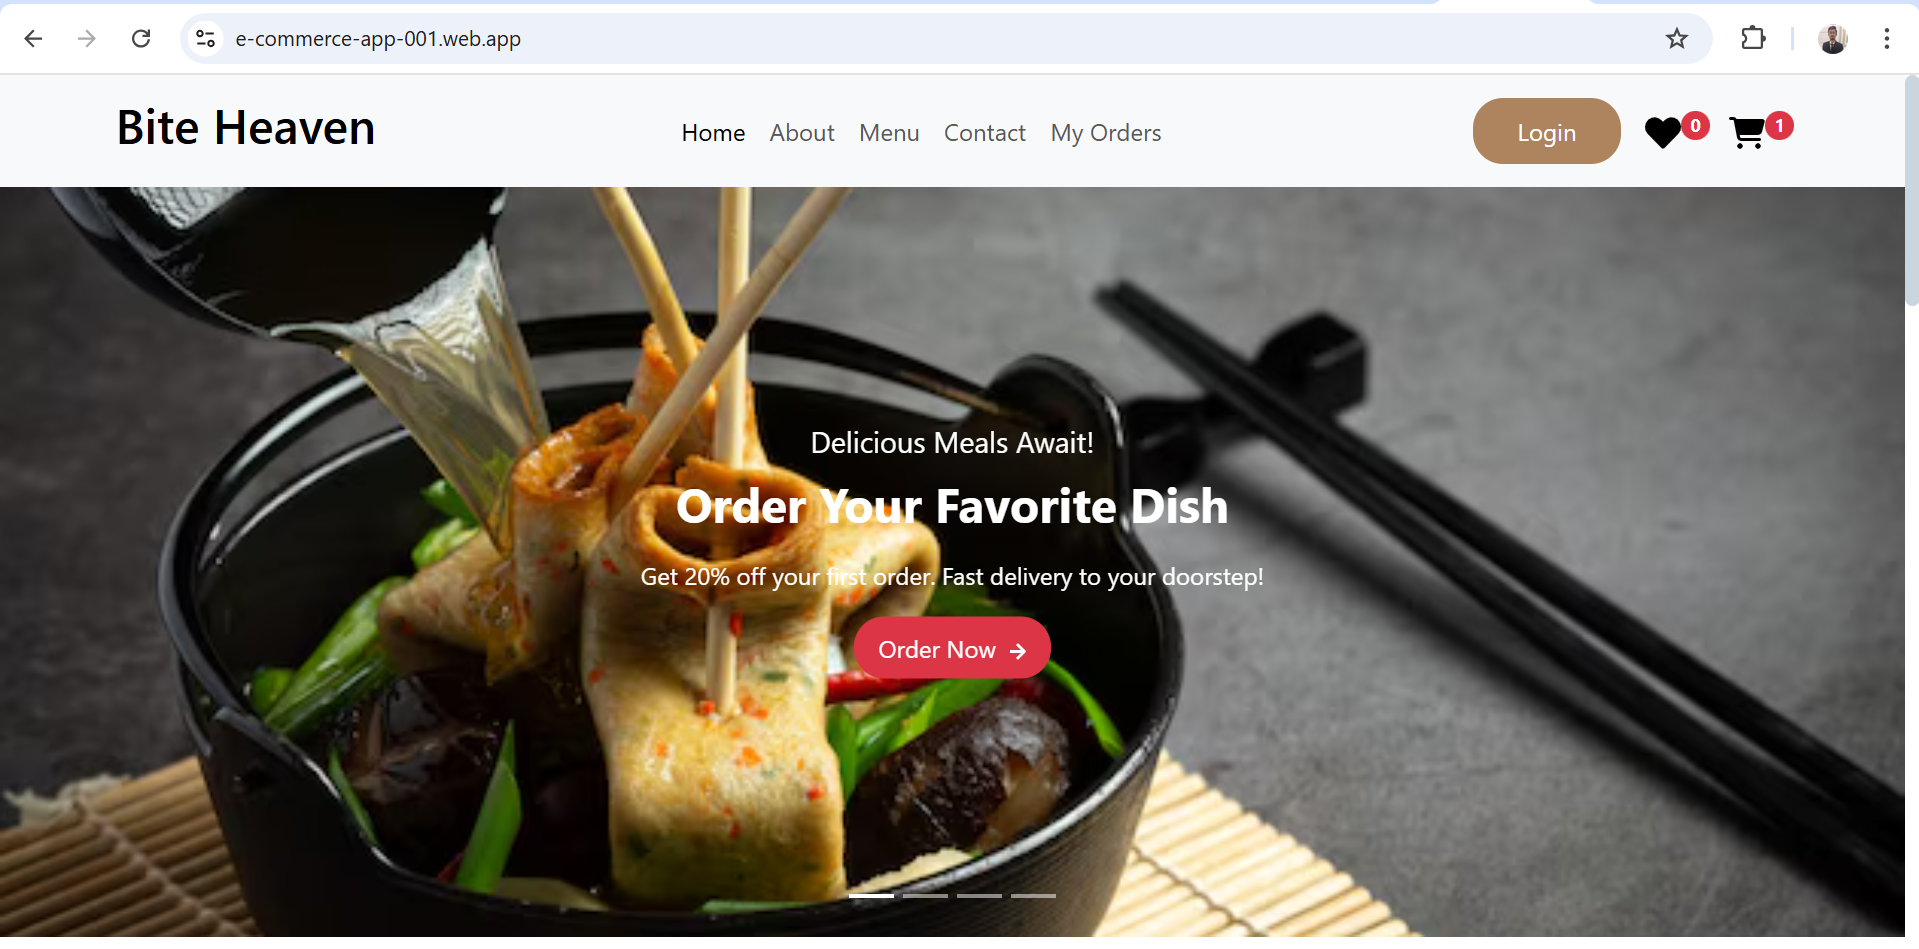 e-commerce-app-001.web.app
Bite Heaven
Home About Menu Contact My Orders
Login 0 1
Delicious Meals Await!
Order Your Favorite Dish
Get 20% off your first order. Fast delivery to your doorstep!
Order Now →